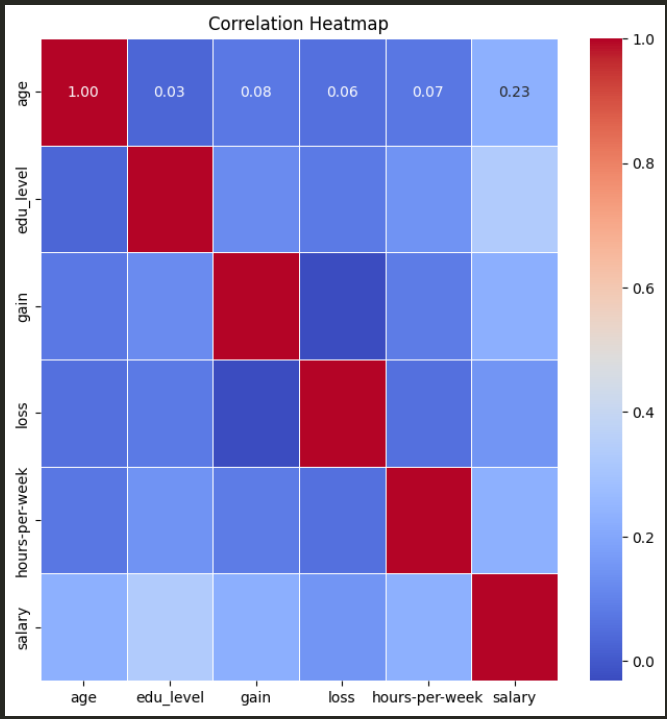 Correlation Heatmap
age
1.00 0.03 0.08 0.06 0.07 0.23
edu_level
gain
loss
hours-per-week
salary
age edu_level gain loss hours-per-week salary
1.0
0.8
0.6
0.4
0.2
0.0